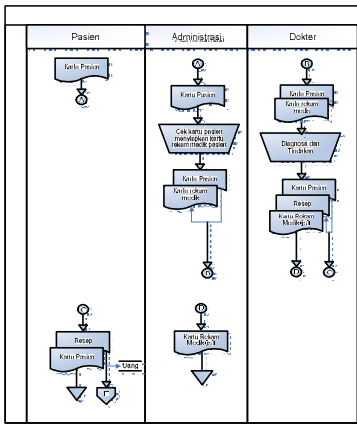 Pasien
Administrasi
Dokter
Kartu Pasien
A
A
Kartu Pasien
Cek kartu pasien
menyiapkan kartu
rekam medik pasien
Kartu Pasien
Kartu rekam
medik
B
B
Kartu Pasien
Kartu rekam
medik
Diagnosa dan
Tindakan
Kartu Pasien
Resep
Kartu Rekam
Medik
D
C
C
Resep
Kartu Pasien
Uang
D
Kartu Rekam
Medik